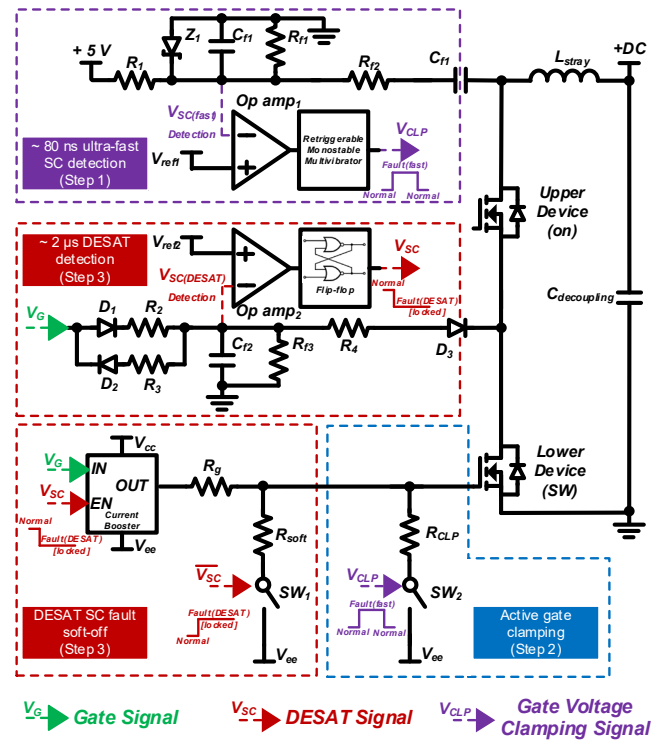 + 5 V
R1
Z1
Cf1
Rf1
Rf2
Cf1
Lstray
+DC
VSC(fast)
Detection
Op amp1
Vref1
Retriggerable
Monostable
Multivibrator
VCLP
Fault(fast)
Normal
Normal
~ 80 ns ultra-fast
SC detection
(Step 1)
Upper
Device
(on)
~ 2 µs DESAT
detection
(Step 3)
Vref2
VSC(DESAT)
Detection
Op amp2
Flip-flop
VSC
Normal
Fault(DESAT)
[locked]
VG
D1
R2
D2
R3
Cf2
Rf3
R4
D3
Cdecoupling
VG
VSC
Vcc
IN
OUT
EN
Current
Booster
Vee
Normal
Fault(DESAT)
[locked]
Rg
Rsoft
VSC
SW1
Fault(DESAT)
[locked]
Normal
Vee
RCLP
VCLP
SW2
Fault(fast)
Normal
Normal
Vee
Lower
Device
(SW)
DESAT SC fault
soft-off
(Step 3)
Active gate
clamping
(Step 2)
VG
Gate Signal
VSC
DESAT Signal
VCLP
Gate Voltage
Clamping Signal